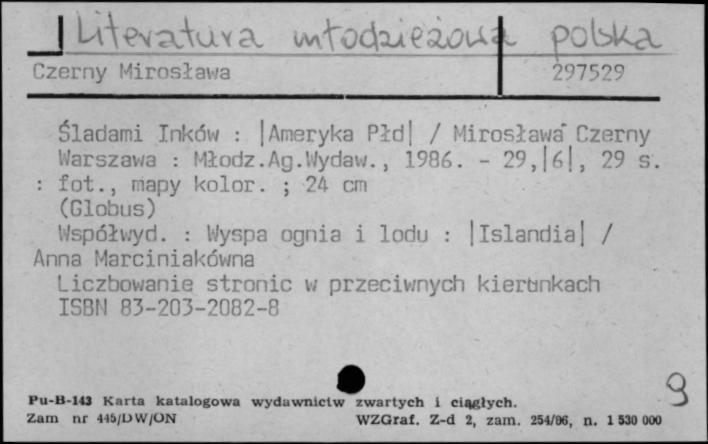 Literatura młodzieżowa polska
Czerny Mirosława 297529
Śladami Inków : |Ameryka Płd| / Mirosława Czerny
Warszawa : Młodz.Ag.Wydaw., 1986. - 29,|6|, 29 s.
: fot., mapy kolor. ; 24 cm
(Globus)
Współwyd. : Wyspa ognia i lodu : |Islandia| /
Anna Marciniakówna
Liczbowanie stronic w przeciwnych kierunkach
ISBN 83-203-2082-8
9
Pu-B-143 Karta katalogowa wydawnictw zwartych i ciągłych.
Zam nr 445/DW/ON WZGraf. Z-d 2, zam. 254/96, n. 1 530 000